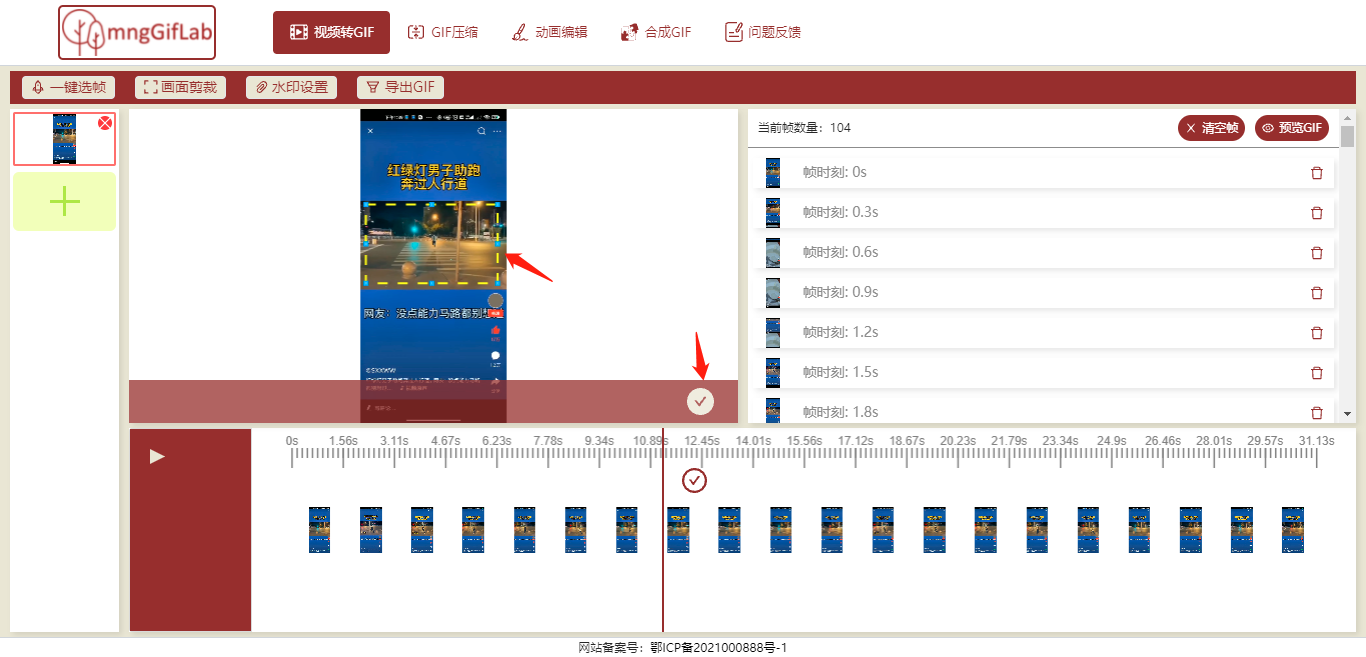 mngGifLab
视频转GIF
GIF压缩
动画编辑
合成GIF
问题反馈
一键选帧
画面剪裁
水印设置
导出GIF
红绿灯男子助跑
奔过人行道
网友：没点能力马路都别想过
当前帧数量：104
清空帧
预览GIF
帧时刻: 0s
帧时刻: 0.3s
帧时刻: 0.6s
帧时刻: 0.9s
帧时刻: 1.2s
帧时刻: 1.5s
帧时刻: 1.8s
0s 1.56s 3.11s 4.67s 6.23s 7.78s 9.34s 10.89s 12.45s 14.01s 15.56s 17.12s 18.67s 20.23s 21.79s 23.34s 24.9s 26.46s 28.01s 29.57s 31.13s
网站备案号：鄂ICP备2021000888号-1